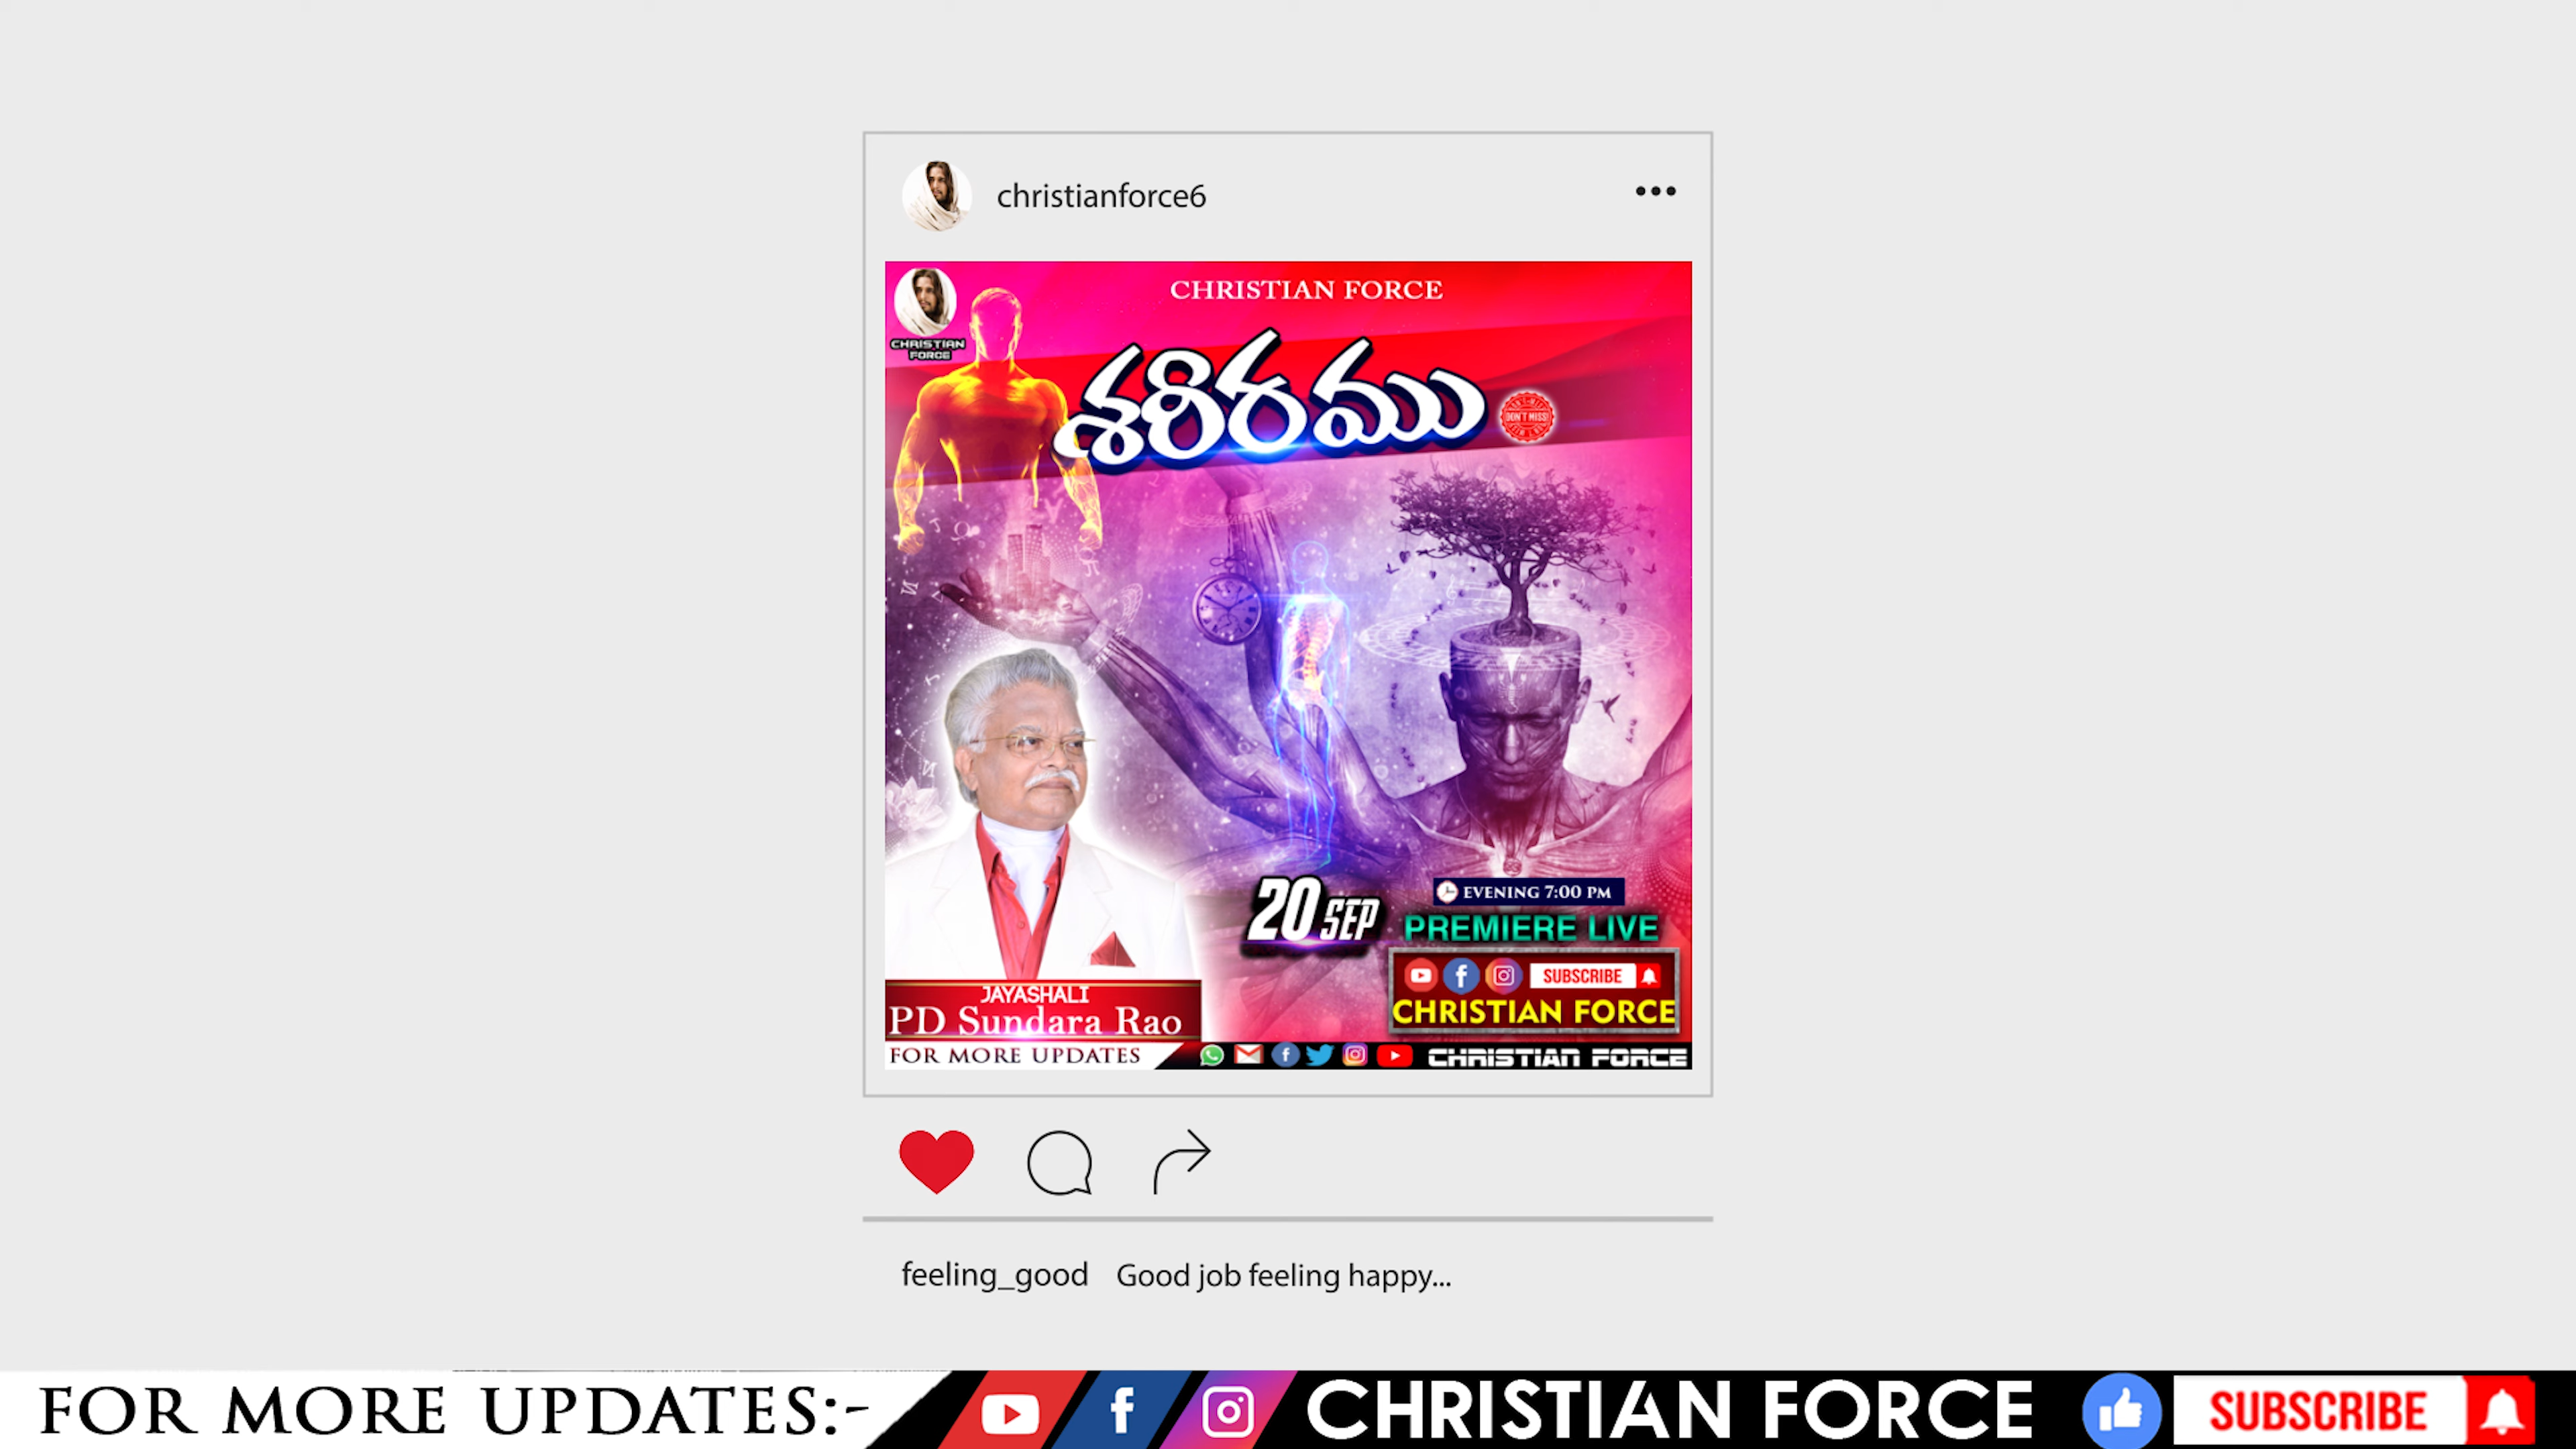 christianforce6
CHRISTIAN FORCE
CHRISTIAN
FORCE
శరీరము
DON'T MISS!
20 SEP
EVENING 7:00 PM
PREMIERE LIVE
SUBSCRIBE
CHRISTIAN FORCE
JAYASHALI
PD Sundara Rao
FOR MORE UPDATES
CHRISTIAN FORCE
feeling_good Good job feeling happy...
FOR MORE UPDATES:- CHRISTIAN FORCE SUBSCRIBE